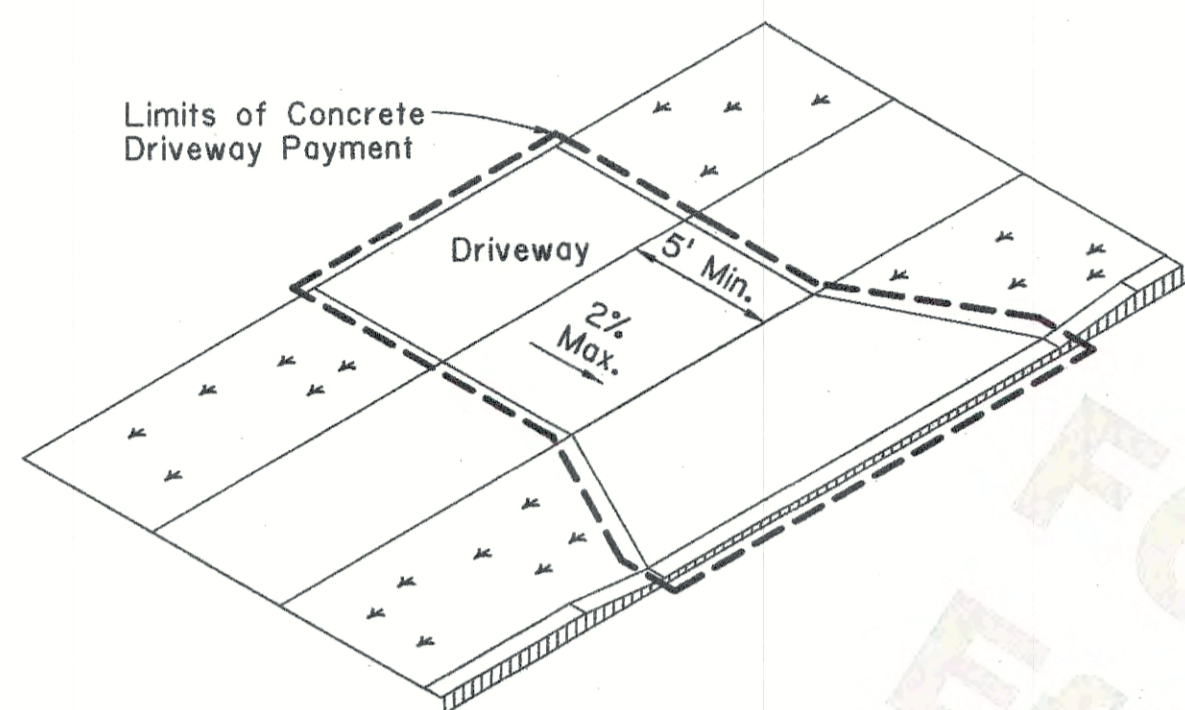 Limits of Concrete
Driveway Payment
Driveway
5' Min.
2%
Max.